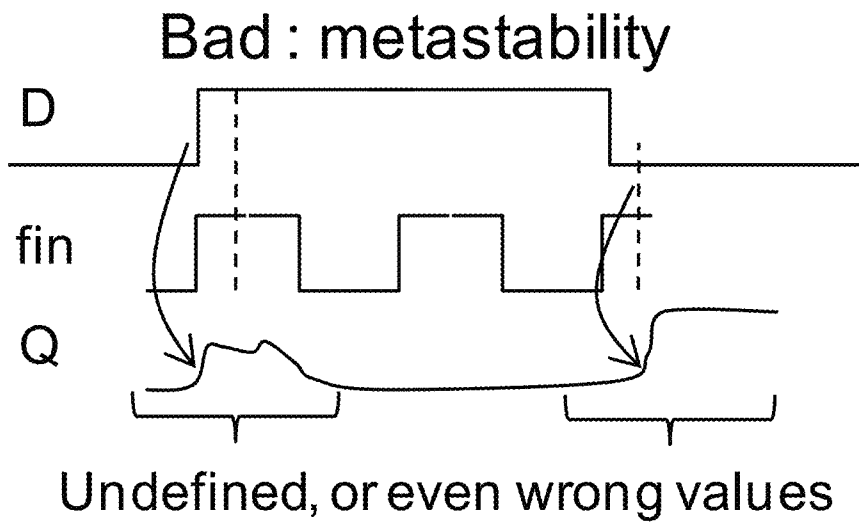 Bad : metastability
D
fin
Q
Undefined, or even wrong values